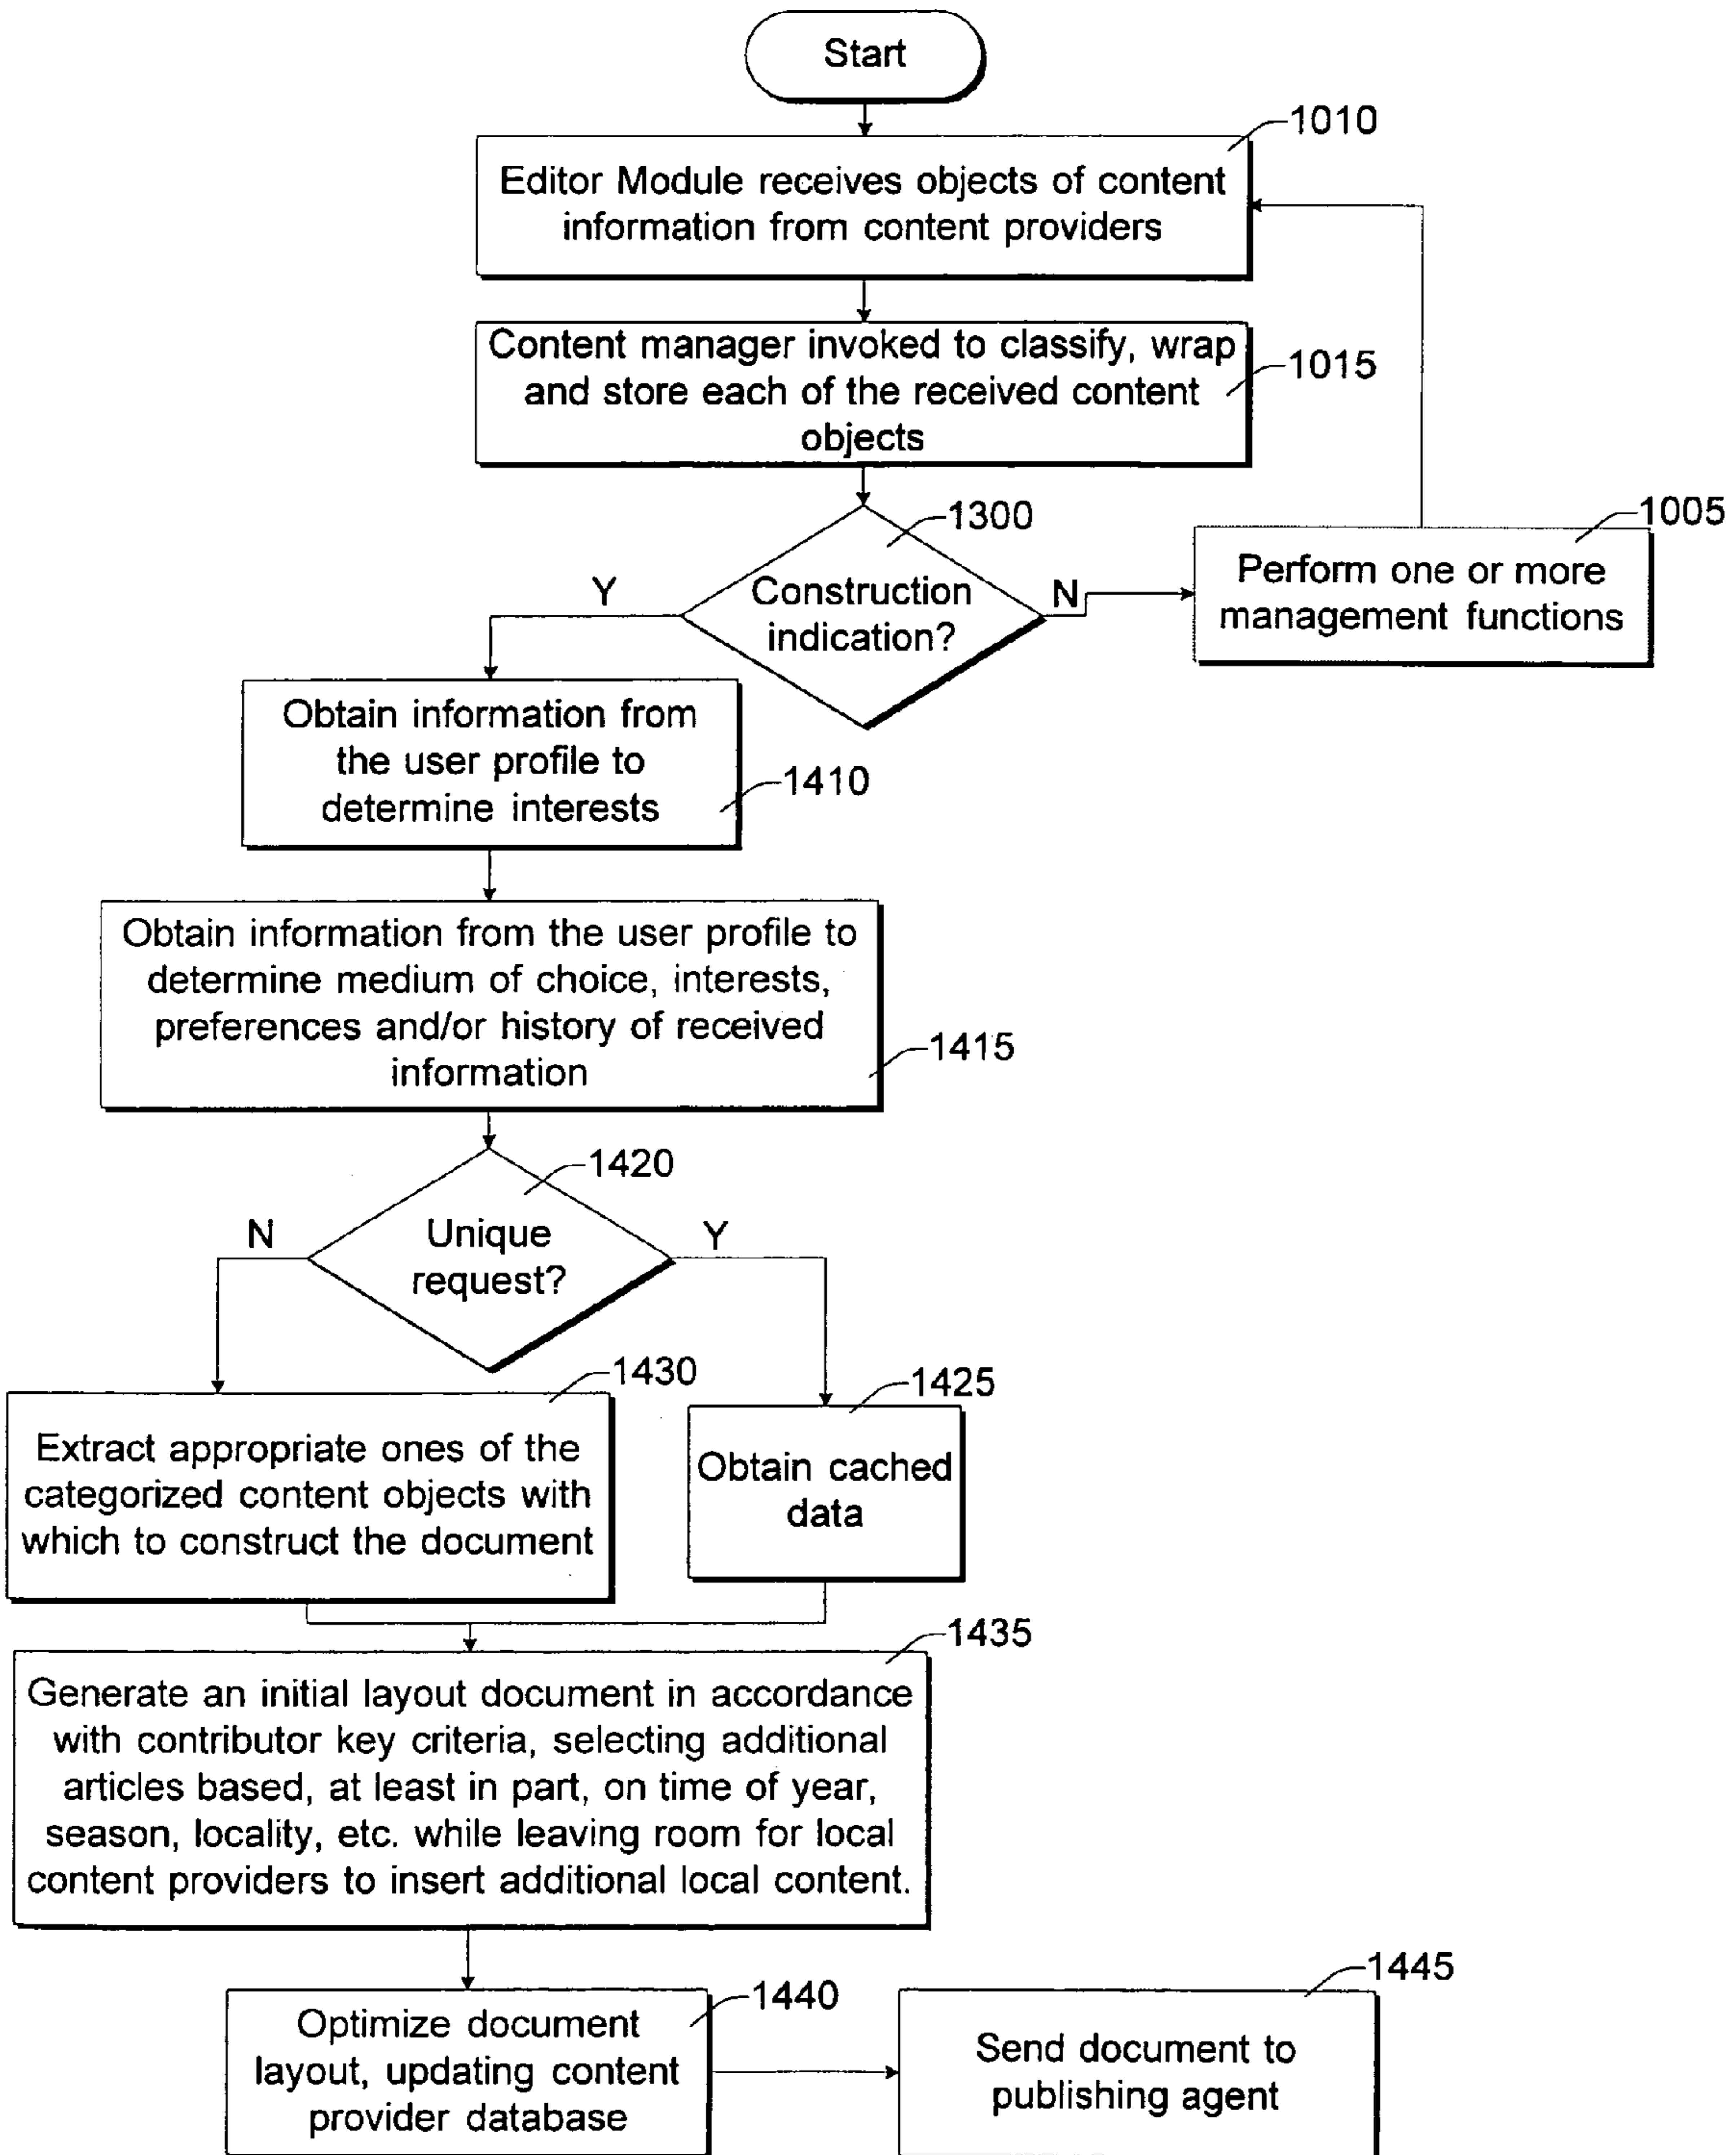 Start
1010
Editor Module receives objects of content
information from content providers
Content manager invoked to classify, wrap
and store each of the received content
objects
1015
1300
Construction
indication?
Y
N
1005
Perform one or more
management functions
Obtain information from
the user profile to
determine interests
1410
Obtain information from the user profile to
determine medium of choice, interests,
preferences and/or history of received
information
1415
1420
Unique
request?
N
Y
1430
Extract appropriate ones of the
categorized content objects with
which to construct the document
1425
Obtain cached
data
1435
Generate an initial layout document in accordance
with contributor key criteria, selecting additional
articles based, at least in part, on time of year,
season, locality, etc. while leaving room for local
content providers to insert additional local content.
1440
Optimize document
layout, updating content
provider database
1445
Send document to
publishing agent